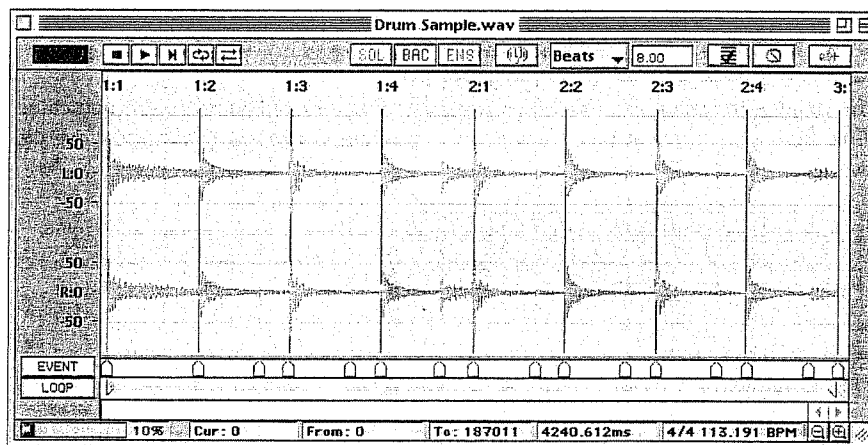 Drum Sample.wav
SOL BAC ENS Beats 8.00
1:1 1:2 1:3 1:4 2:1 2:2 2:3 2:4 3:
50
L:0
50
50
R:0
50
EVENT
LOOP
10% Cur: 0 From: 0 To: 187011 4240.612ms 4/4 113.191 BPM